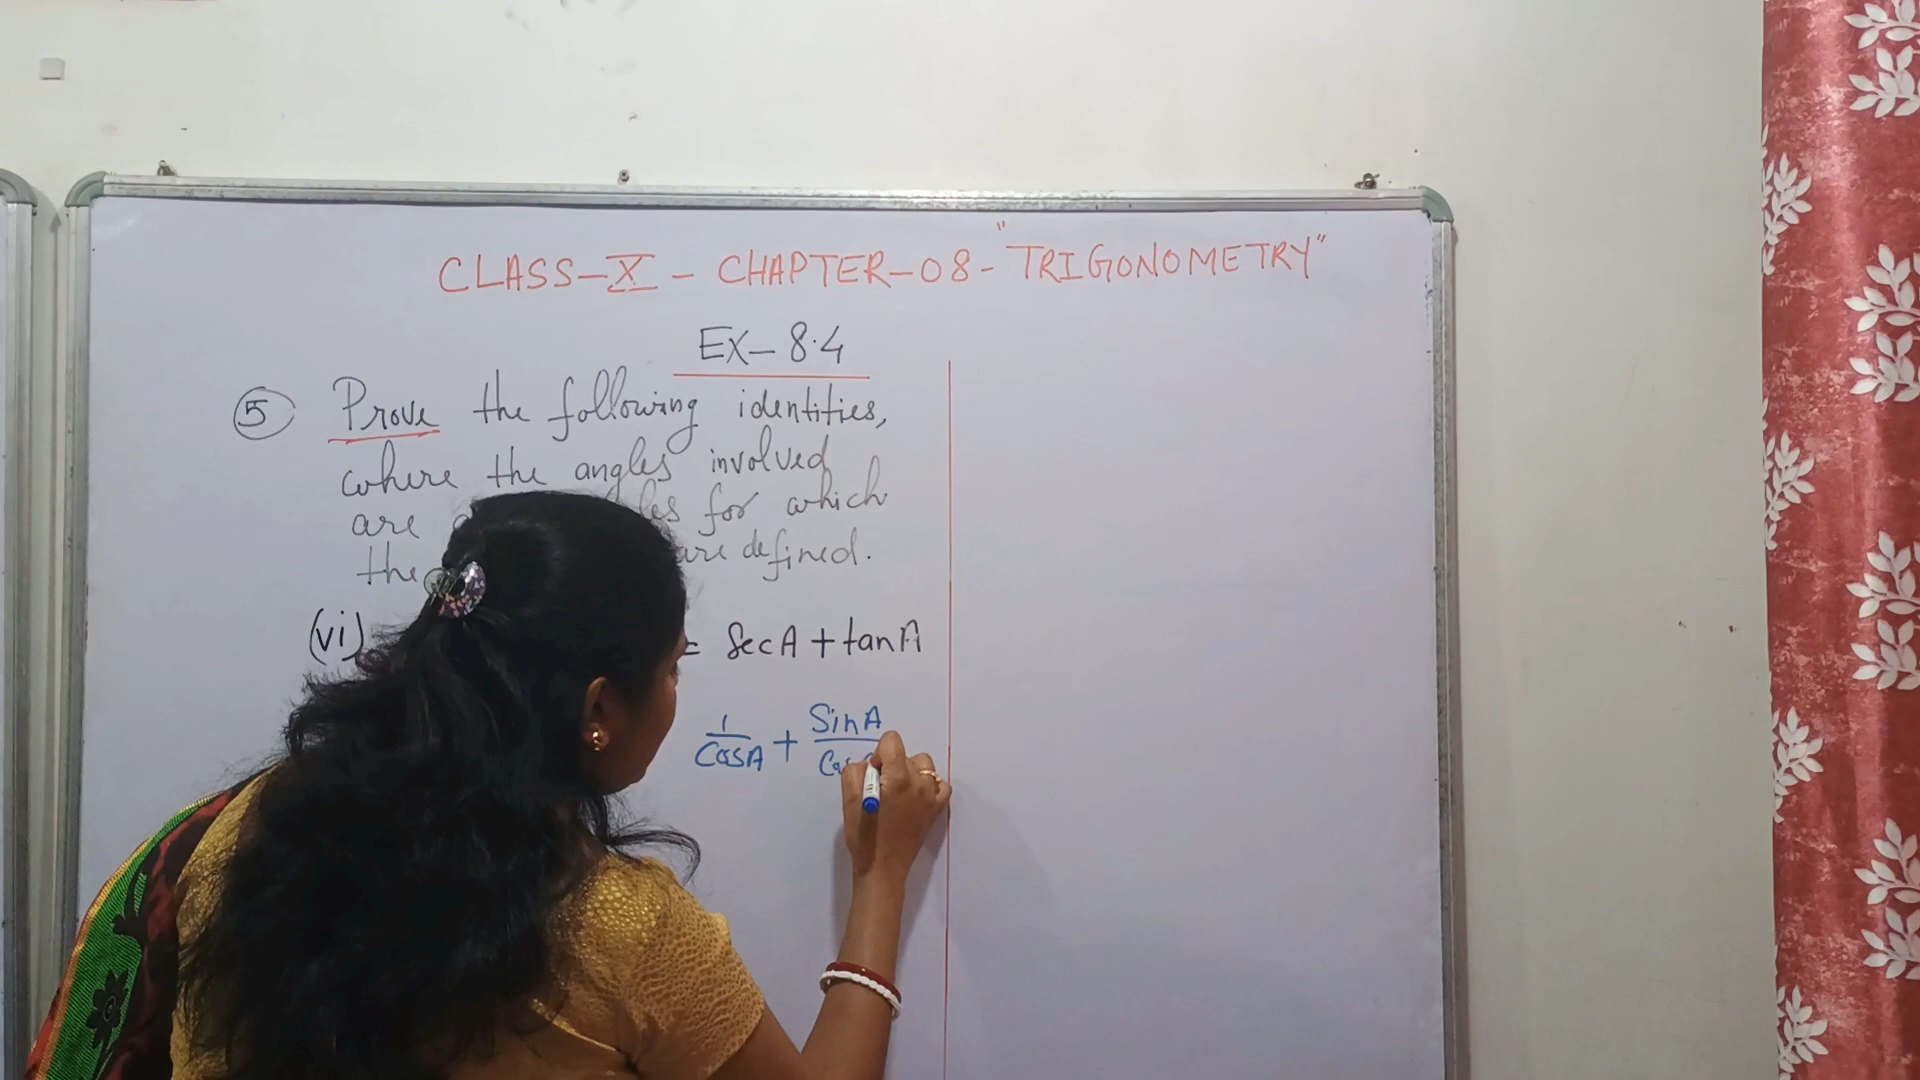 CLASS-X - CHAPTER-08- "TRIGONOMETRY"
EX-8.4
5 Prove the following identities,
where the angles involved
are for which
the are defined.
(vi) = SecA + tanA
1/CosA + SinA/Cos